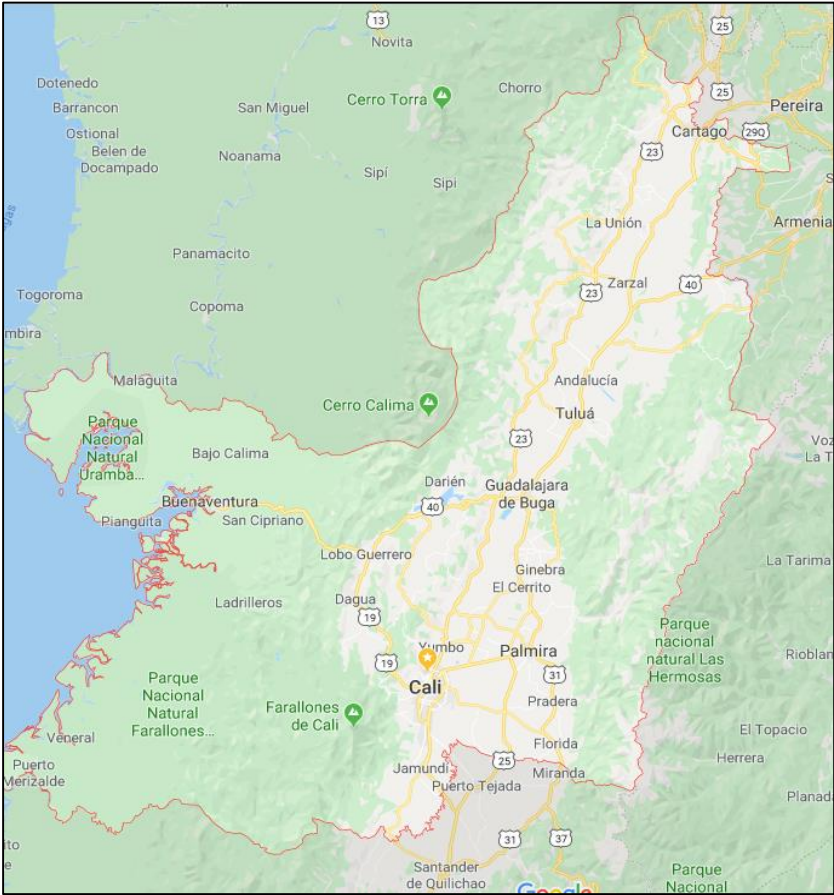 13
25
Novita
Dotenedo
Cerro Torra
Chorro
25
Barrancon
San Miguel
Pereira
Ostional
Cartago
29Q
Belen de
Docampado
Noanama
23
Sipí
Sipi
La Unión
Armenia
Panamacito
Togoroma
23
Zarzal
40
Copoma
mbira
Malaguita
Andalucía
Cerro Calima
Tuluá
Parque
Nacional
Natural
Uramba...
23
Bajo Calima
Darién
Guadalajara
de Buga
Buenaventura
40
Pianguita
San Cipriano
Lobo Guerrero
La Tarima
Ginebra
El Cerrito
Dagua
Ladrilleros
19
Parque
nacional
natural Las
Hermosas
Yumbo
Palmira
19
31
Cali
Parque
Nacional
Natural
Farallones...
Farallones
de Cali
Pradera
El Topacio
Veneral
Florida
Herrera
Puerto
Merizalde
Jamundi
25
Miranda
Puerto Tejada
31
37
Santander
de Quilichao
Google
Parque
Nacional